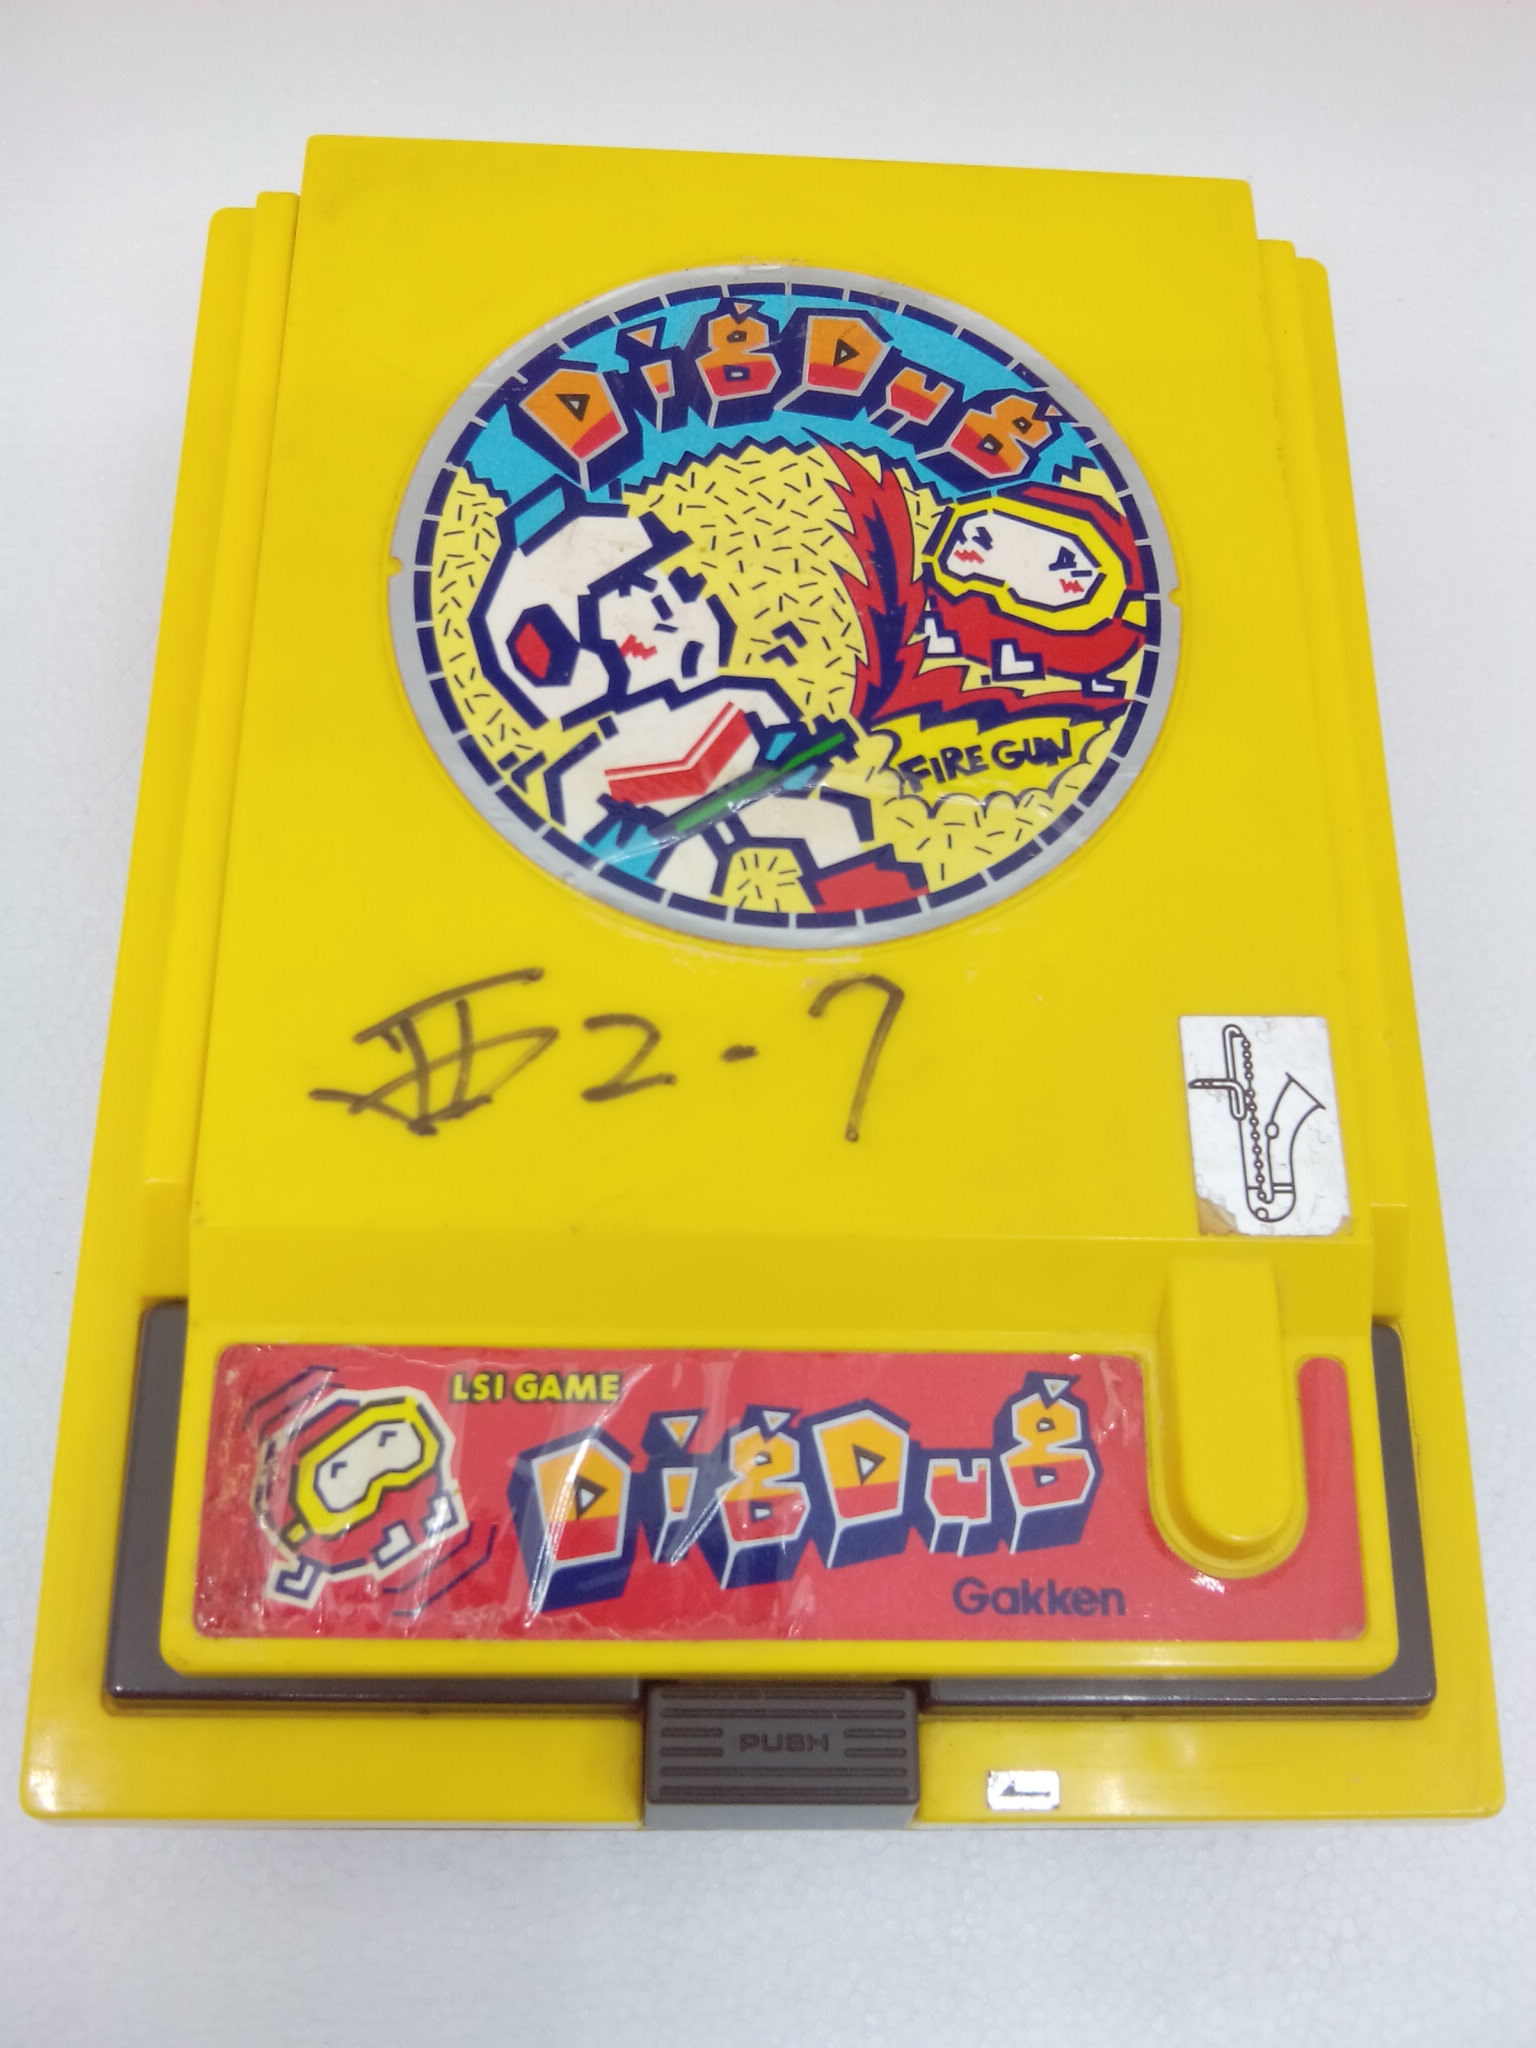 DigDug
FIRE GUN
2-7
LSI GAME
DigDug
Gakken
PUSH